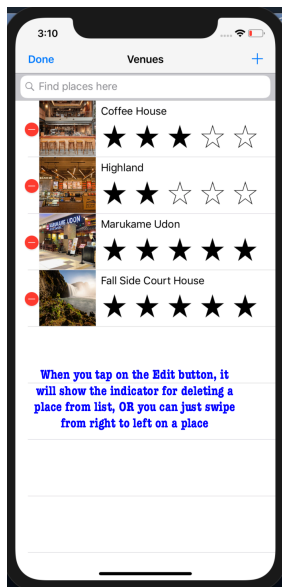 3:10
Done Venues +
Find places here
Coffee House
Highland
Marukame Udon
Fall Side Court House
When you tap on the Edit button, it
will show the indicator for deleting a
place from list, OR you can just swipe
from right to left on a place